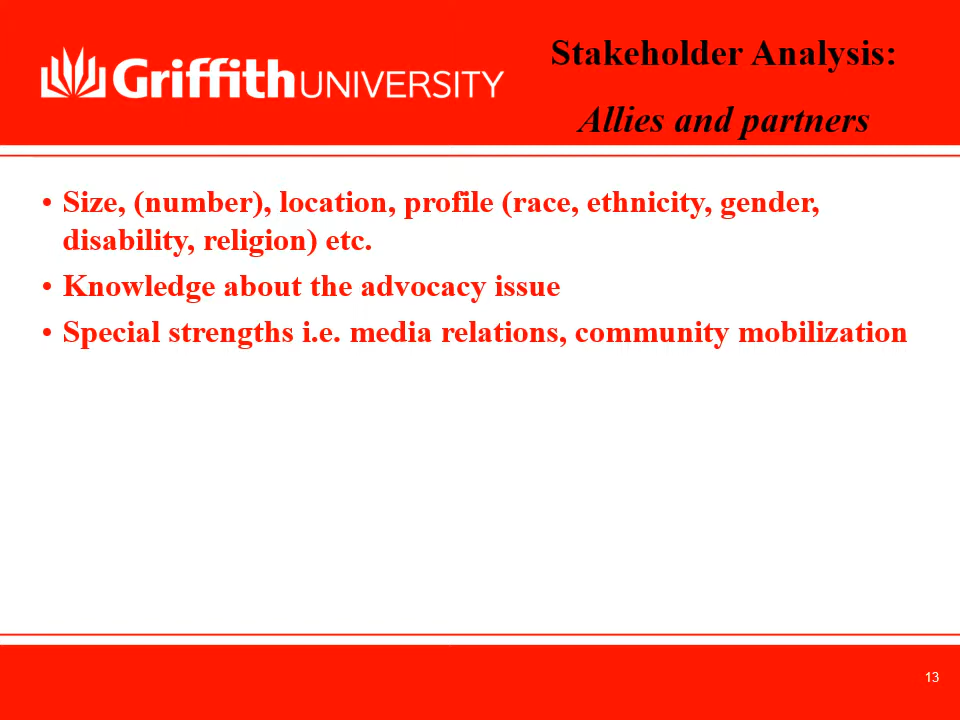 Griffith UNIVERSITY
Stakeholder Analysis:
Allies and partners
• Size, (number), location, profile (race, ethnicity, gender,
disability, religion) etc.
• Knowledge about the advocacy issue
• Special strengths i.e. media relations, community mobilization
13